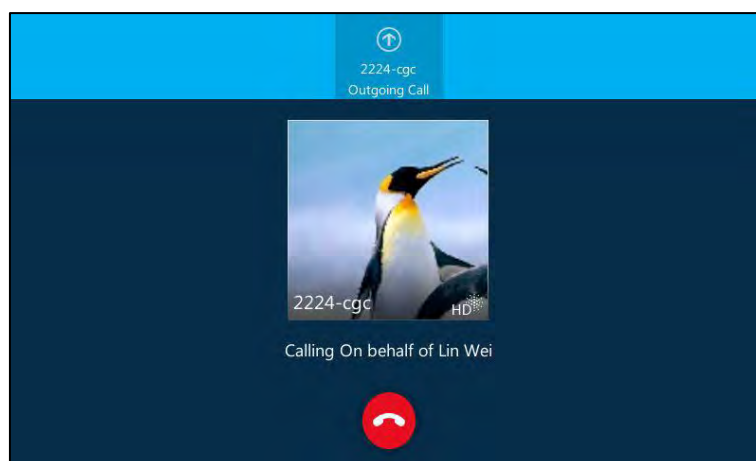 2224-cgc
Outgoing Call
2224-cgc
HD
Calling On behalf of Lin Wei